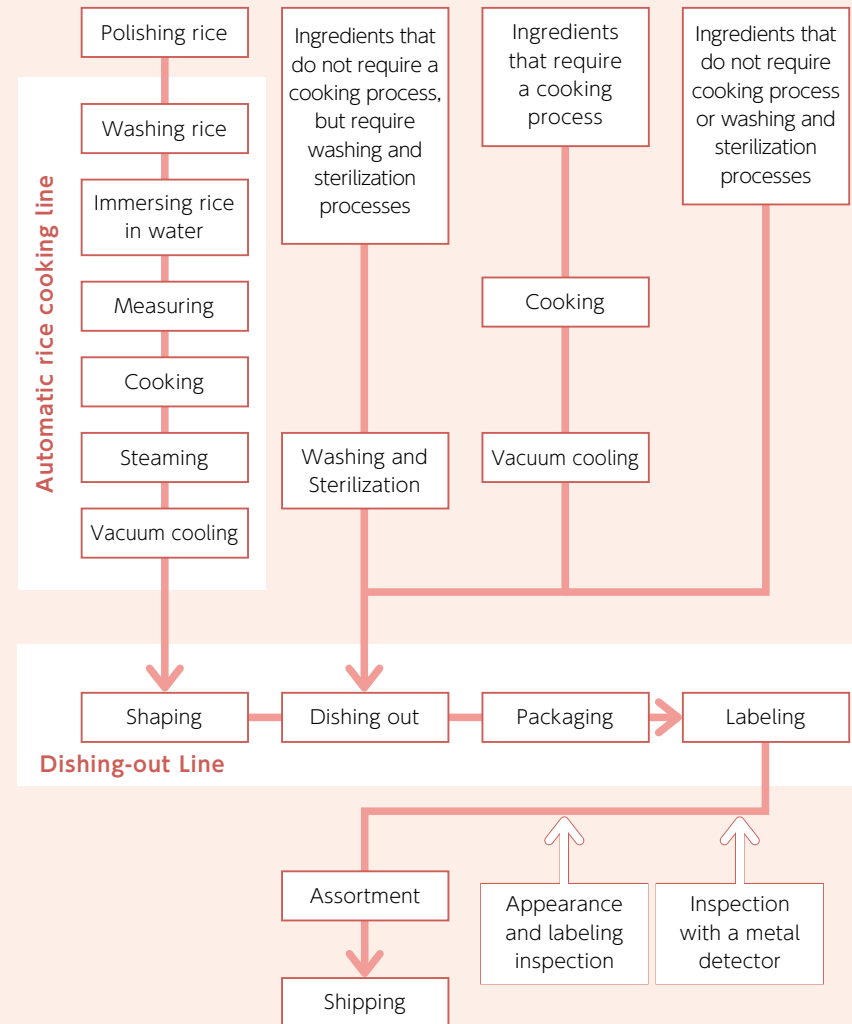 Polishing rice
Automatic rice cooking line
Washing rice
Immersing rice
in water
Measuring
Cooking
Steaming
Vacuum cooling
Ingredients that
do not require a
cooking process,
but require
washing and
sterilization
processes
Washing and
Sterilization
Ingredients
that require
a cooking
process
Cooking
Vacuum cooling
Ingredients that
do not require
cooking process
or washing and
sterilization
processes
Shaping
Dishing out
Packaging
Labeling
Dishing-out Line
Assortment
Appearance
and labeling
inspection
Inspection
with a metal
detector
Shipping